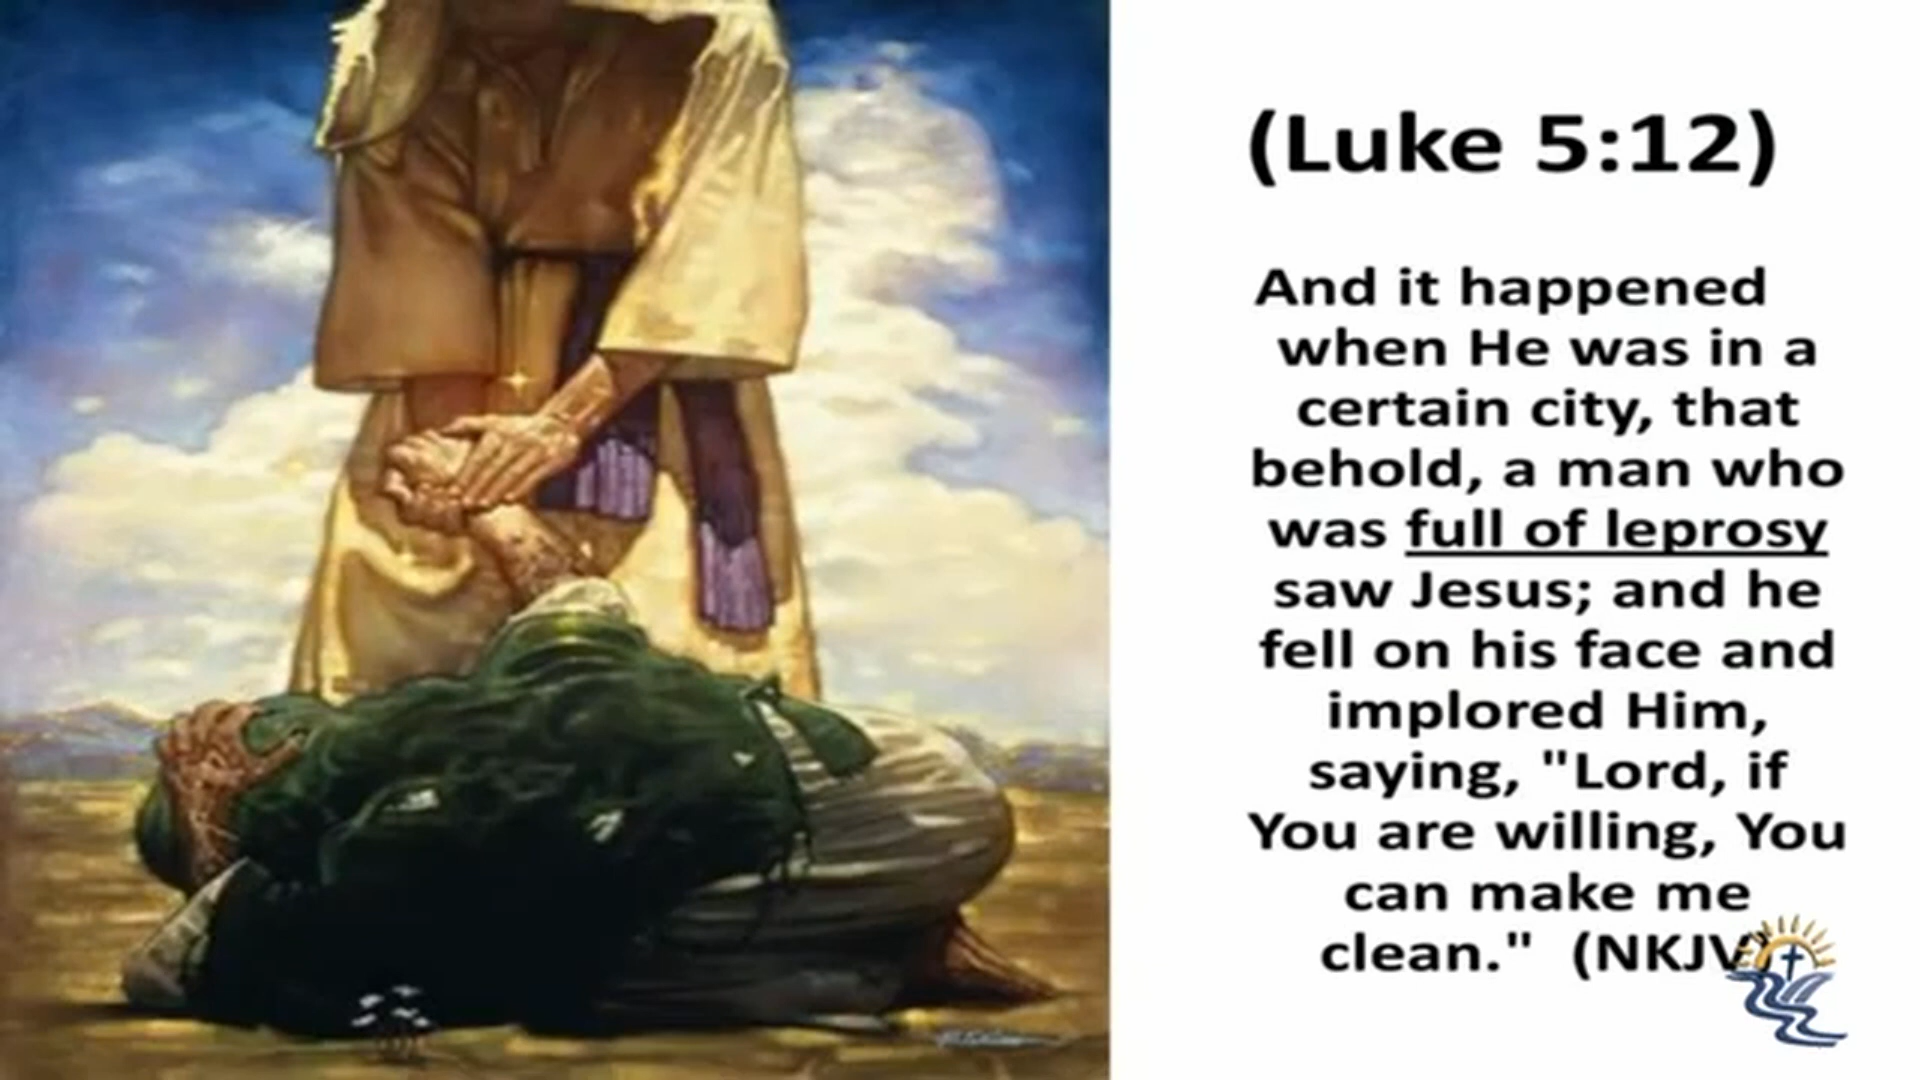 (Luke 5:12)
And it happened
when He was in a
certain city, that
behold, a man who
was full of leprosy
saw Jesus; and he
fell on his face and
implored Him,
saying, "Lord, if
You are willing, You
can make me
clean."  (NKJV)